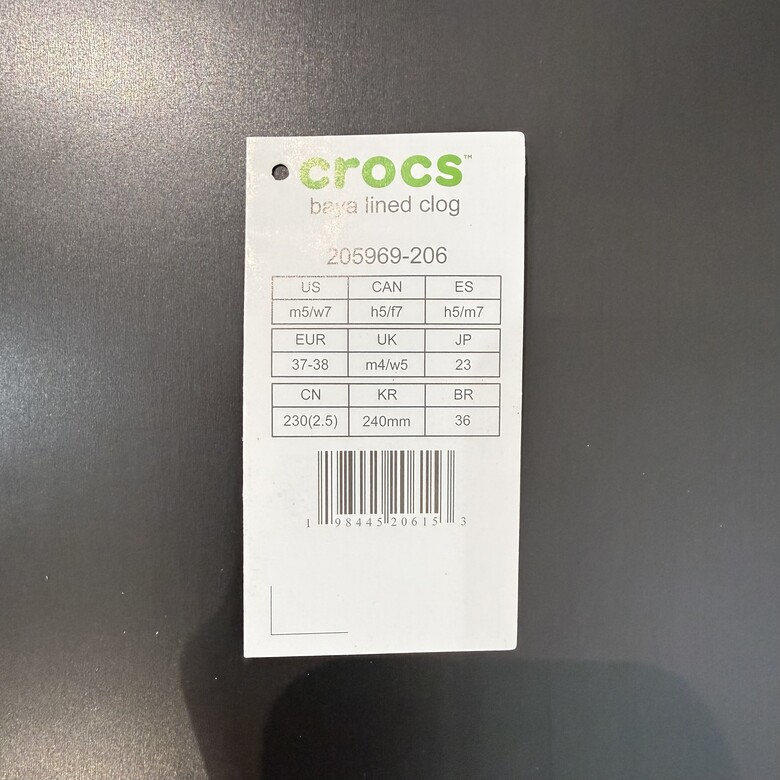 crocs™
baya lined clog
205969-206
US CAN ES
m5/w7 h5/f7 h5/m7
EUR UK JP
37-38 m4/w5 23
CN KR BR
230(2.5) 240mm 36
1 98445 20615 3